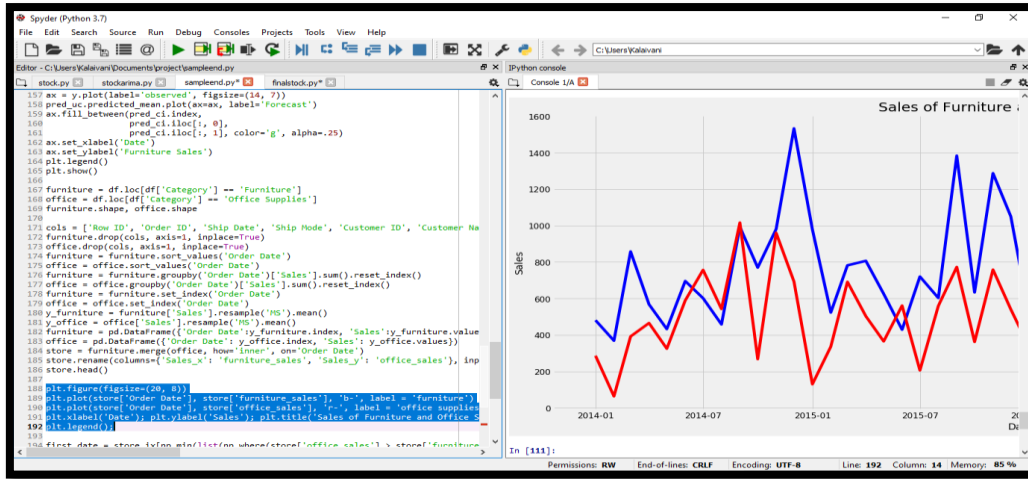 Spyder (Python 3.7)
File Edit Search Source Run Debug Consoles Projects Tools View Help
C:\Users\Kalaivani
Editor - C:\Users\Kalaivani\Documents\project\sampleend.py
stock.py stockarima.py sampleend.py* finalstock.py*
157 ax = y.plot(label='observed', figsize=(14, 7))
158 pred_uc.predicted_mean.plot(ax=ax, label='Forecast')
159 ax.fill_between(pred_ci.index,
160 pred_ci.iloc[:, 0],
161 pred_ci.iloc[:, 1], color='g', alpha=.25)
162 ax.set_xlabel('Date')
163 ax.set_ylabel('Furniture Sales')
164 plt.legend()
165 plt.show()
166
167 furniture = df.loc[df['Category'] == 'Furniture']
168 office = df.loc[df['Category'] == 'Office Supplies']
169 furniture.shape, office.shape
170
171 cols = ['Row ID', 'Order ID', 'Ship Date', 'Ship Mode', 'Customer ID', 'Customer Na
172 furniture.drop(cols, axis=1, inplace=True)
173 office.drop(cols, axis=1, inplace=True)
174 furniture = furniture.sort_values('Order Date')
175 office = office.sort_values('Order Date')
176 furniture = furniture.groupby('Order Date')['Sales'].sum().reset_index()
177 office = office.groupby('Order Date')['Sales'].sum().reset_index()
178 furniture = furniture.set_index('Order Date')
179 office = office.set_index('Order Date')
180 y_furniture = furniture['Sales'].resample('MS').mean()
181 y_office = office['Sales'].resample('MS').mean()
182 furniture = pd.DataFrame({'Order Date':y_furniture.index, 'Sales':y_furniture.value
183 office = pd.DataFrame({'Order Date': y_office.index, 'Sales': y_office.values})
184 store = furniture.merge(office, how='inner', on='Order Date')
185 store.rename(columns={'Sales_x': 'furniture_sales', 'Sales_y': 'office_sales'}, inp
186 store.head()
187
188 plt.figure(figsize=(20, 8))
189 plt.plot(store['Order Date'], store['furniture_sales'], 'b-', label = 'furniture')
190 plt.plot(store['Order Date'], store['office_sales'], 'r-', label = 'office supplies
191 plt.xlabel('Date'); plt.ylabel('Sales'); plt.title('Sales of Furniture and Office S
192 plt.legend();
193
194 first_date = store.ix[np.min(list(np.where(store['office_sales'] > store['furniture
IPython console
Console 1/A
Sales of Furniture
1600
1400
1200
1000
800
600
400
200
0
Sales
2014-01 2014-07 2015-01 2015-07 20
Da
In [111]:
Permissions: RW End-of-lines: CRLF Encoding: UTF-8 Line: 192 Column: 14 Memory: 85 %